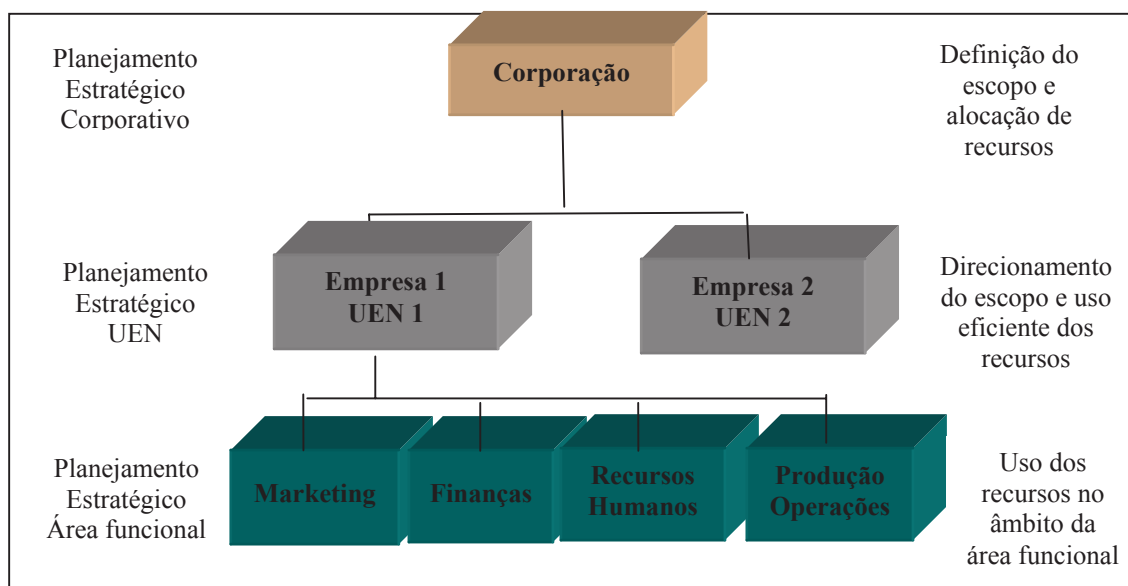 Planejamento
Estratégico
Corporativo
Corporação
Definição do
escopo e
alocação de
recursos
Planejamento
Estratégico
UEN
Empresa 1
UEN 1
Empresa 2
UEN 2
Direcionamento
do escopo e uso
eficiente dos
recursos
Planejamento
Estratégico
Área funcional
Marketing
Finanças
Recursos
Humanos
Produção
Operações
Uso dos
recursos no
âmbito da
área funcional